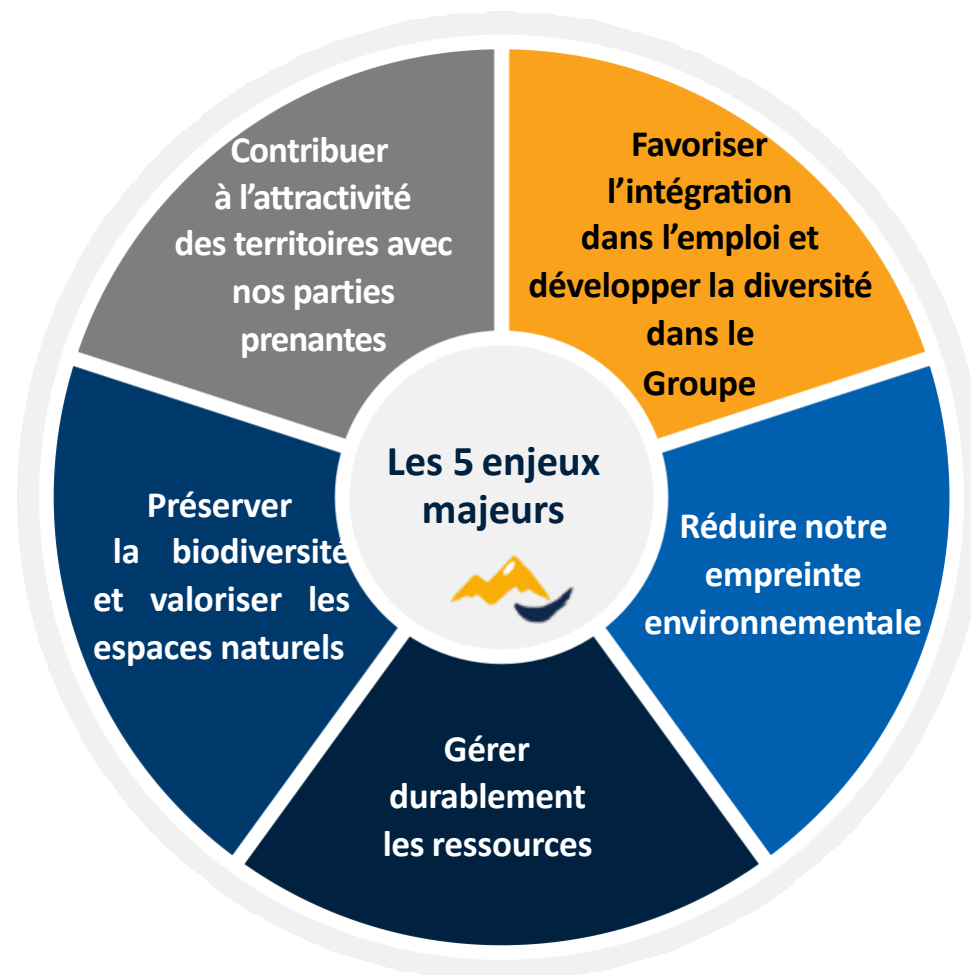 Contribuer
à l’attractivité
des territoires avec
nos parties
prenantes
Favoriser
l’intégration
dans l’emploi et
développer la diversité
dans le
Groupe
Les 5 enjeux
majeurs
Préserver
la biodiversité
et valoriser les
espaces naturels
Réduire notre
empreinte
environnementale
Gérer
durablement
les ressources